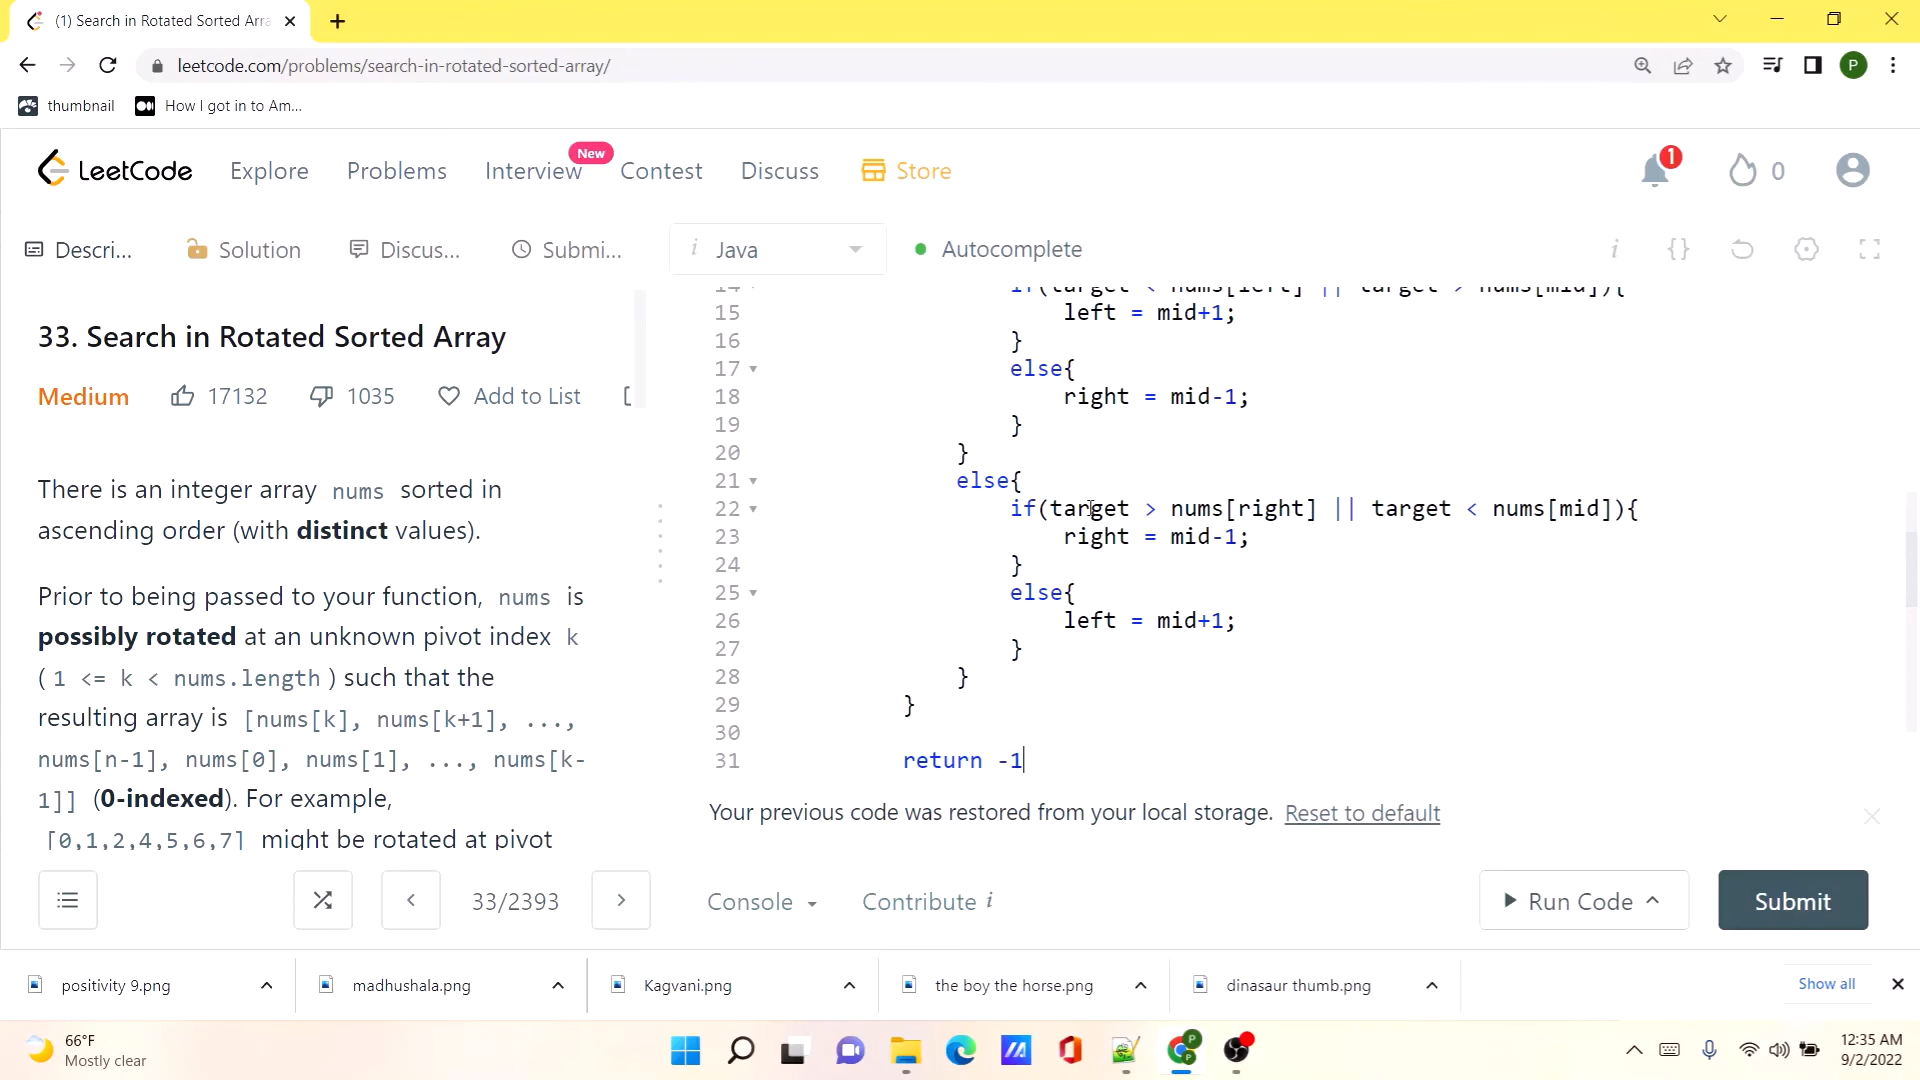 (1) Search in Rotated Sorted Arra
leetcode.com/problems/search-in-rotated-sorted-array/
P
thumbnail
How I got in to Am...
LeetCode
Explore
Problems
Interview
New
Contest
Discuss
Store
1
0
Descri...
Solution
Discus...
Submi...
i Java
Autocomplete
i {}
33. Search in Rotated Sorted Array
Medium
17132
1035
Add to List
There is an integer array nums sorted in
ascending order (with distinct values).
Prior to being passed to your function, nums is
possibly rotated at an unknown pivot index k
(1 <= k < nums.length) such that the
resulting array is [nums[k], nums[k+1], ...,
nums[n-1], nums[0], nums[1], ..., nums[k-
1]] (0-indexed). For example,
[0,1,2,4,5,6,7] might be rotated at pivot
14 if(target < nums[left] || target > nums[mid]){
15 left = mid+1;
16 }
17 else{
18 right = mid-1;
19 }
20 }
21 else{
22 if(target > nums[right] || target < nums[mid]){
23 right = mid-1;
24 }
25 else{
26 left = mid+1;
27 }
28 }
29 }
30
31 return -1
Your previous code was restored from your local storage. Reset to default
33/2393
Console
Contribute i
Run Code
Submit
positivity 9.png
madhushala.png
Kagvani.png
the boy the horse.png
dinasaur thumb.png
Show all
66°F
Mostly clear
P
P
12:35 AM
9/2/2022